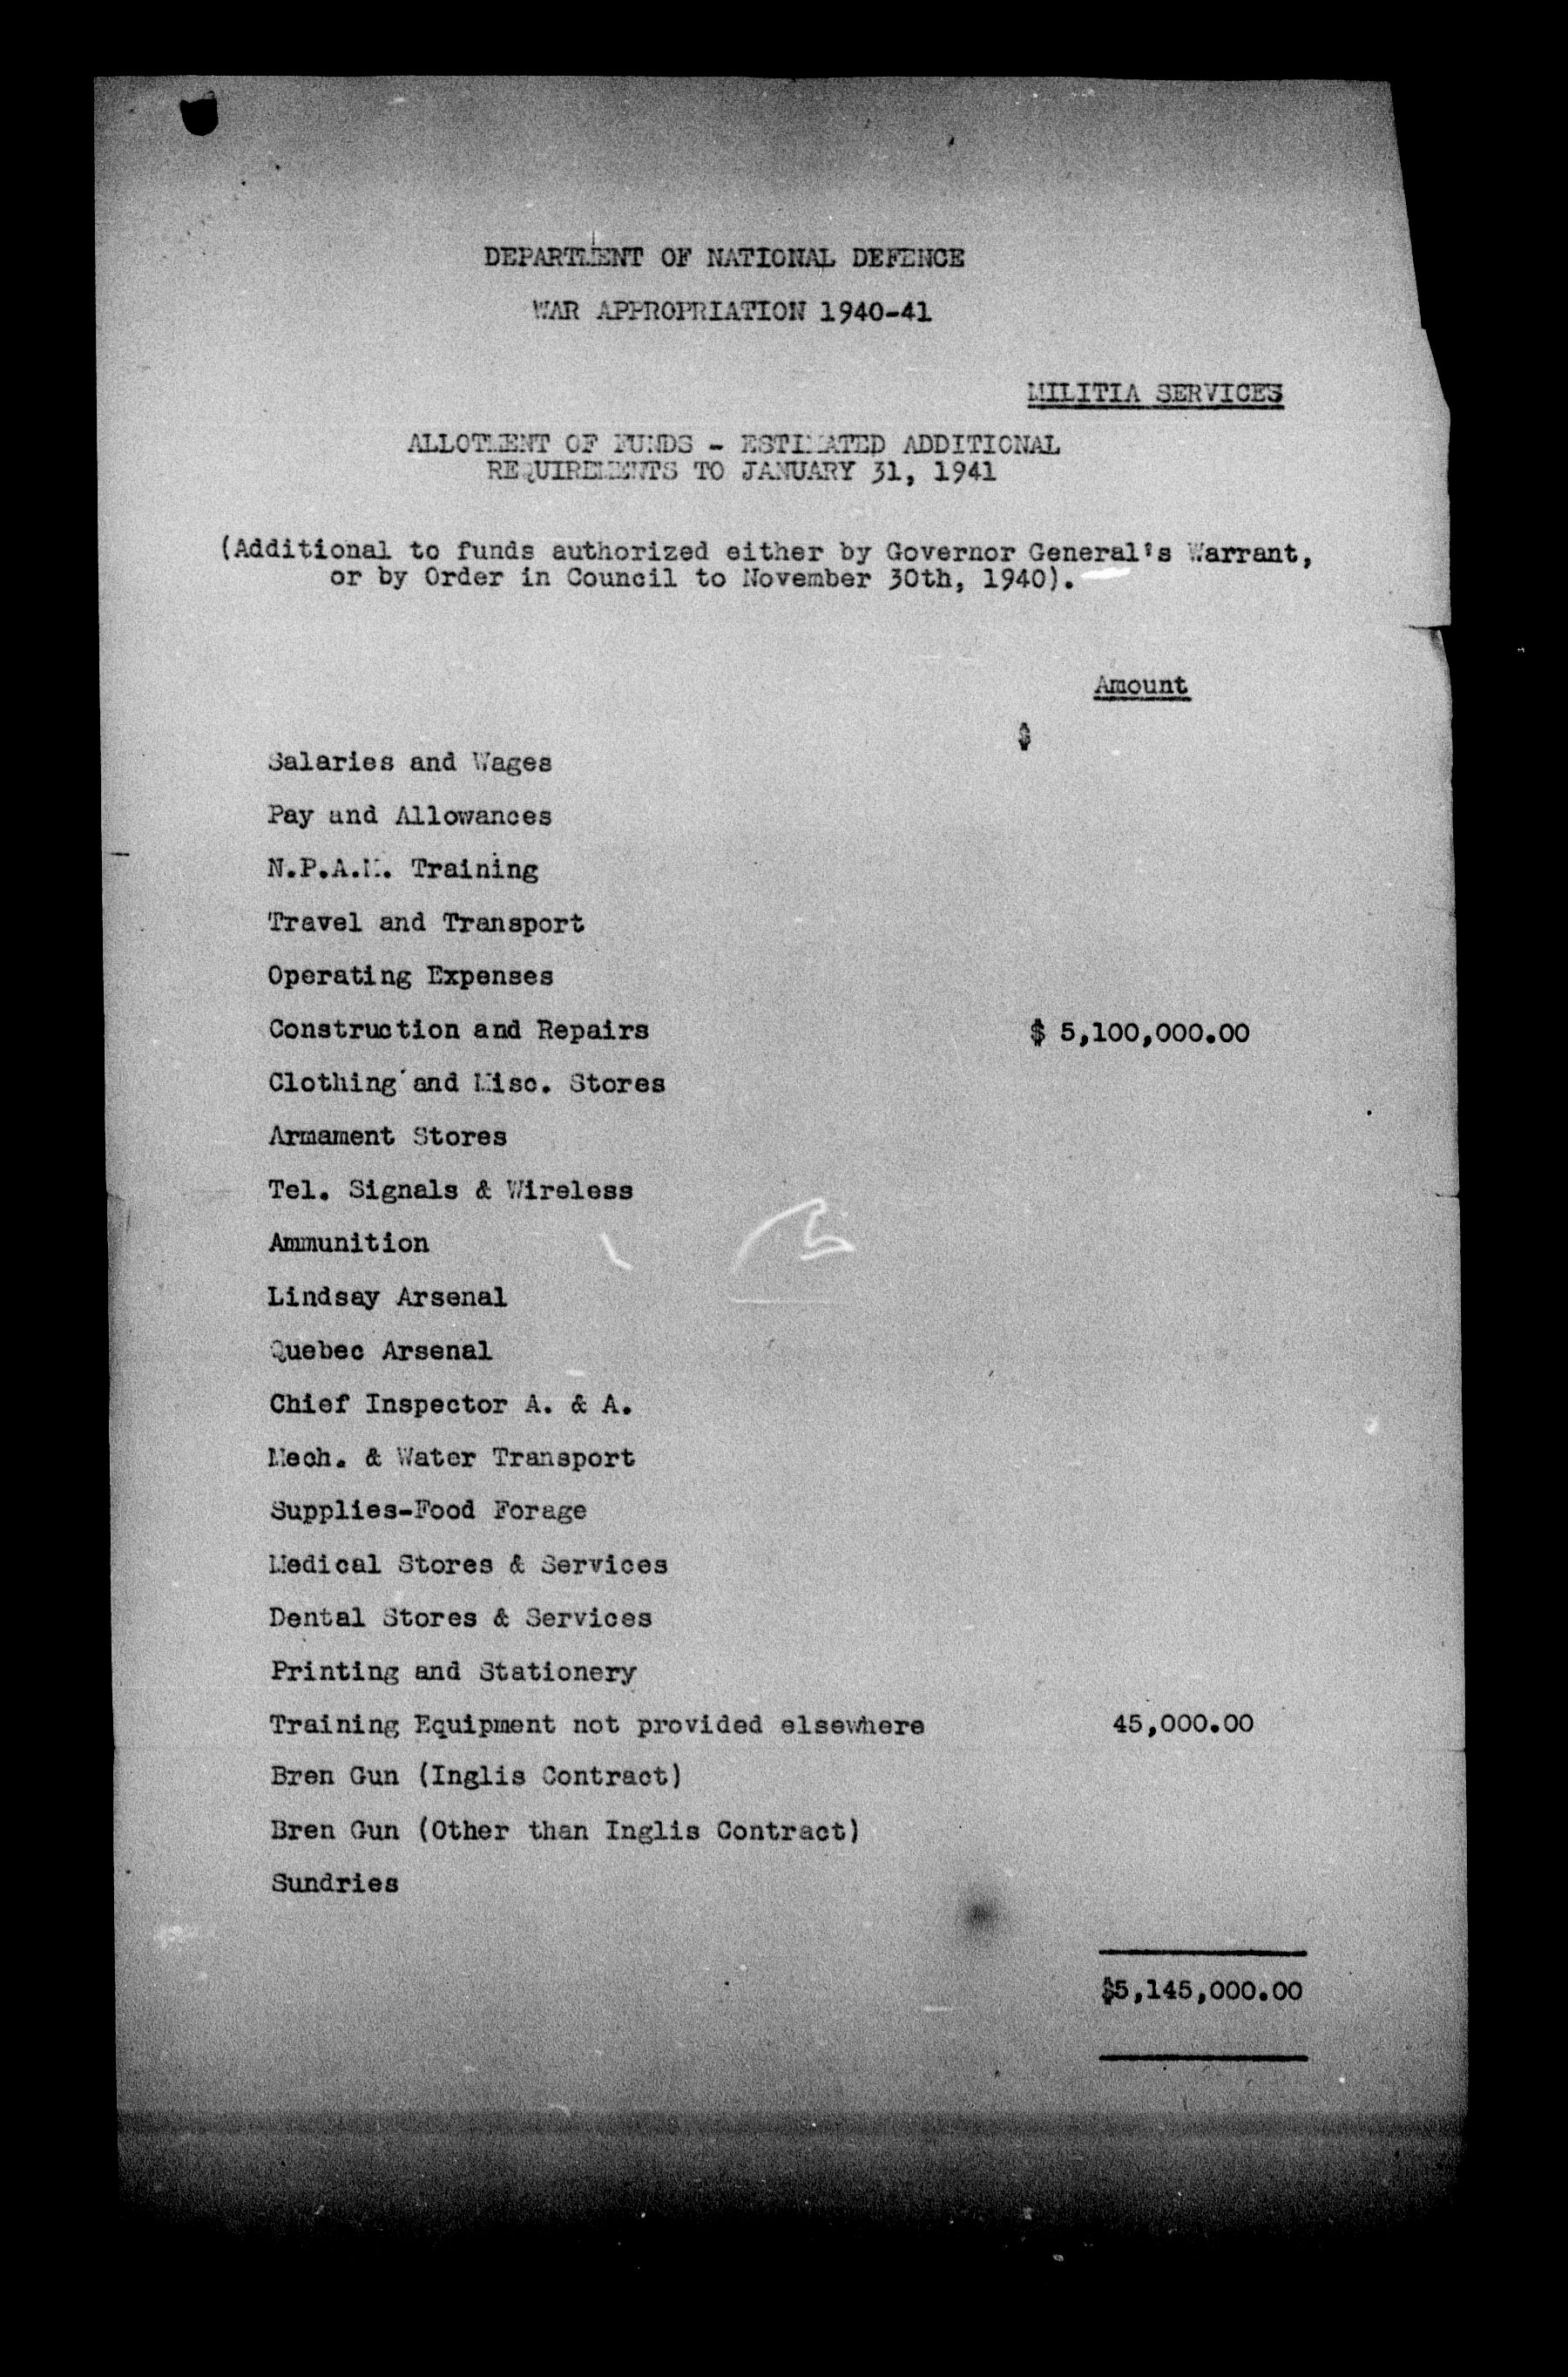 DEPARTMENT OF NATIONAL DEFENCE
WAR APPROPRIATION 1940-41
MILITIA SERVICES
ALLOTMENT OF FUNDS - ESTIMATED ADDITIONAL
REQUIREMENTS TO JANUARY 31, 1941
(Additional to funds authorized either by Governor General's Warrant,
or by Order in Council to November 30th, 1940).
Amount
$
Salaries and Wages
Pay and Allowances
N.P.A.M. Training
Travel and Transport
Operating Expenses
Construction and Repairs $ 5,100,000.00
Clothing and Misc. Stores
Armament Stores
Tel. Signals & Wireless
Ammunition
Lindsay Arsenal
Quebec Arsenal
Chief Inspector A. & A.
Mech. & Water Transport
Supplies-Food Forage
Medical Stores & Services
Dental Stores & Services
Printing and Stationery
Training Equipment not provided elsewhere 45,000.00
Bren Gun (Inglis Contract)
Bren Gun (Other than Inglis Contract)
Sundries
$5,145,000.00